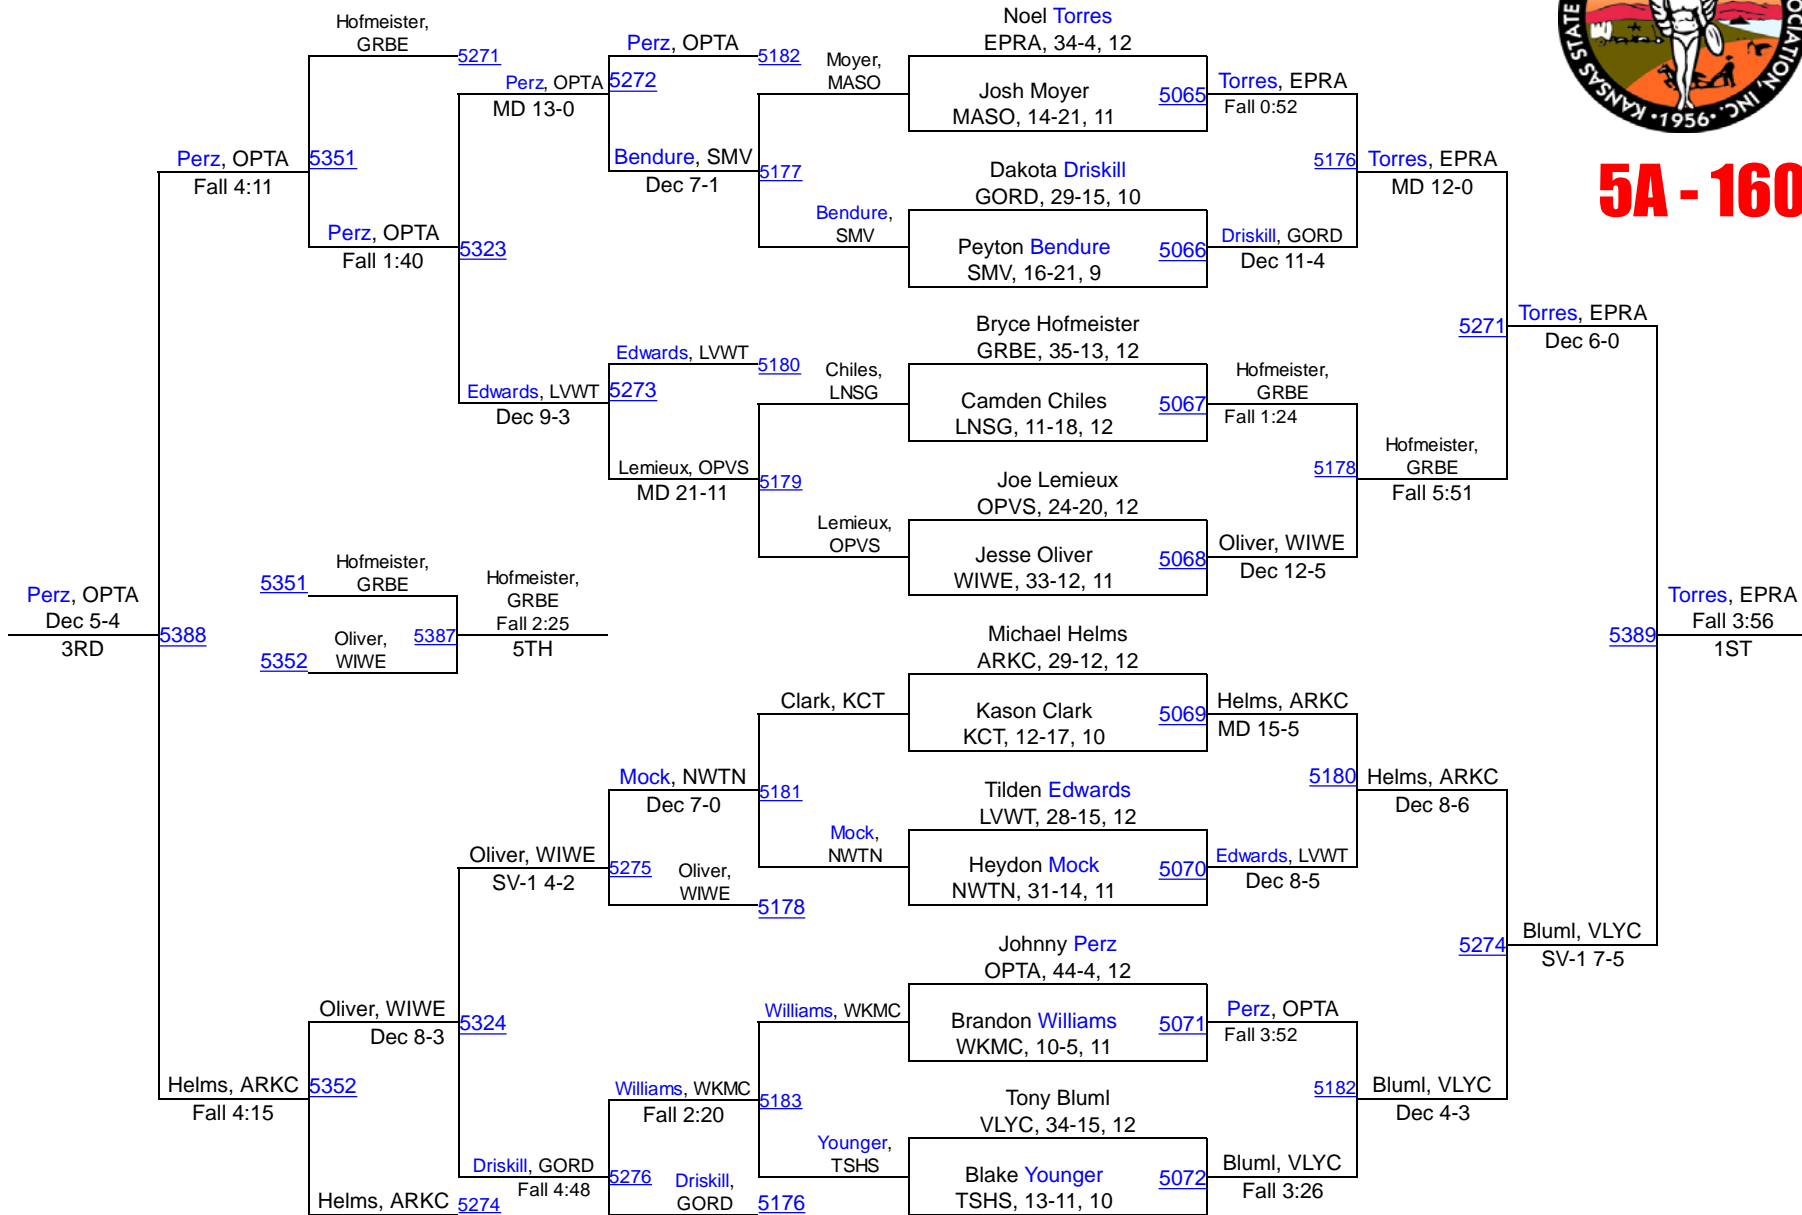 Hofmeister,
GRBE
5271
Perz, OPTA
5182
Perz, OPTA
MD 13-0
5272
Moyer,
MASO
Noel Torres
EPRA, 34-4, 12
Josh Moyer
MASO, 14-21, 11
5065
Torres, EPRA
Fall 0:52
KANSAS STATE
OCIATION, INC.
•1956•
5A - 160
Perz, OPTA
Fall 4:11
5351
Bendure, SMV
Dec 7-1
5177
Dakota Driskill
GORD, 29-15, 10
5176
Torres, EPRA
MD 12-0
Perz, OPTA
Fall 1:40
5323
Bendure,
SMV
Peyton Bendure
SMV, 16-21, 9
5066
Driskill, GORD
Dec 11-4
Bryce Hofmeister
GRBE, 35-13, 12
5271
Torres, EPRA
Dec 6-0
Edwards, LVWT
5180
Edwards, LVWT
Dec 9-3
5273
Chiles,
LNSG
Camden Chiles
LNSG, 11-18, 12
5067
Hofmeister,
GRBE
Fall 1:24
Lemieux, OPVS
MD 21-11
5179
Joe Lemieux
OPVS, 24-20, 12
5178
Hofmeister,
GRBE
Fall 5:51
Lemieux,
OPVS
Jesse Oliver
WIWE, 33-12, 11
5068
Oliver, WIWE
Dec 12-5
Perz, OPTA
Dec 5-4
3RD
5388
5351
Hofmeister,
GRBE
5352
Oliver,
WIWE
5387
Hofmeister,
GRBE
Fall 2:25
5TH
5389
Torres, EPRA
Fall 3:56
1ST
Michael Helms
ARKC, 29-12, 12
Clark, KCT
Kason Clark
KCT, 12-17, 10
5069
Helms, ARKC
MD 15-5
Mock, NWTN
Dec 7-0
5181
Tilden Edwards
LVWT, 28-15, 12
5180
Helms, ARKC
Dec 8-6
Oliver, WIWE
SV-1 4-2
5275
Oliver,
WIWE
5178
Mock,
NWTN
Heydon Mock
NWTN, 31-14, 11
5070
Edwards, LVWT
Dec 8-5
Johnny Perz
OPTA, 44-4, 12
5274
Bluml, VLYC
SV-1 7-5
Oliver, WIWE
Dec 8-3
5324
Williams, WKMC
Brandon Williams
WKMC, 10-5, 11
5071
Perz, OPTA
Fall 3:52
Helms, ARKC
Fall 4:15
5352
Williams, WKMC
Fall 2:20
5183
Tony Bluml
VLYC, 34-15, 12
5182
Bluml, VLYC
Dec 4-3
Driskill, GORD
Fall 4:48
5276
Younger,
TSHS
Blake Younger
TSHS, 13-11, 10
5072
Bluml, VLYC
Fall 3:26
Helms, ARKC
5274
Driskill,
GORD
5176